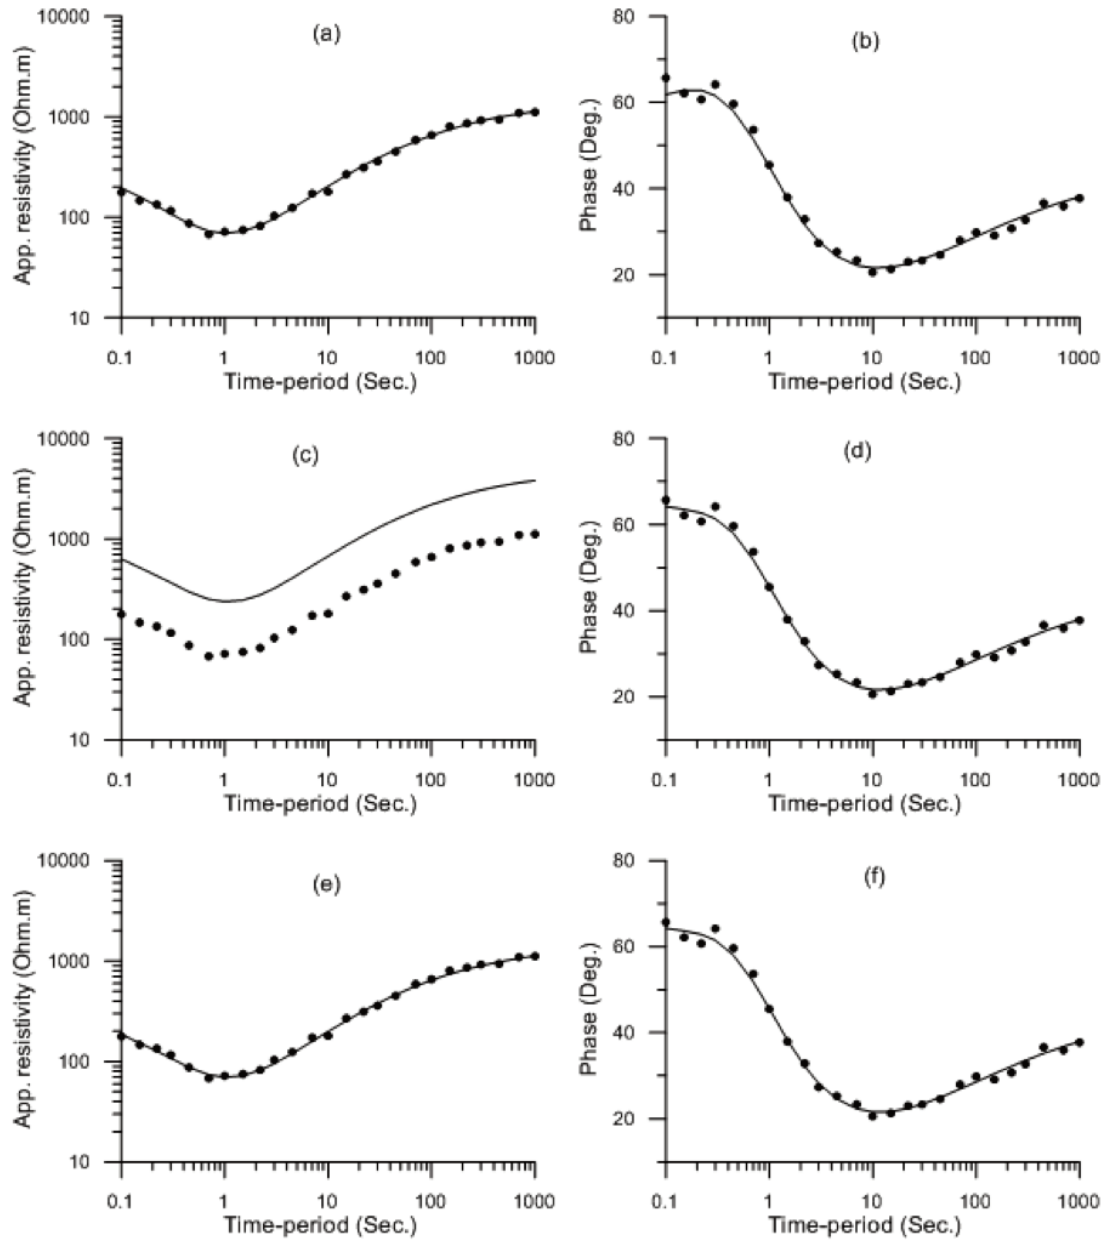 (a)
App. resistivity (Ohm.m)
10000
1000
100
10
0.1 1 10 100 1000
Time-period (Sec.)
(b)
Phase (Deg.)
80
60
40
20
0.1 1 10 100 1000
Time-period (Sec.)
(c)
App. resistivity (Ohm.m)
10000
1000
100
10
0.1 1 10 100 1000
Time-period (Sec.)
(d)
Phase (Deg.)
80
60
40
20
0.1 1 10 100 1000
Time-period (Sec.)
(e)
App. resistivity (Ohm.m)
10000
1000
100
10
0.1 1 10 100 1000
Time-period (Sec.)
(f)
Phase (Deg.)
80
60
40
20
0.1 1 10 100 1000
Time-period (Sec.)